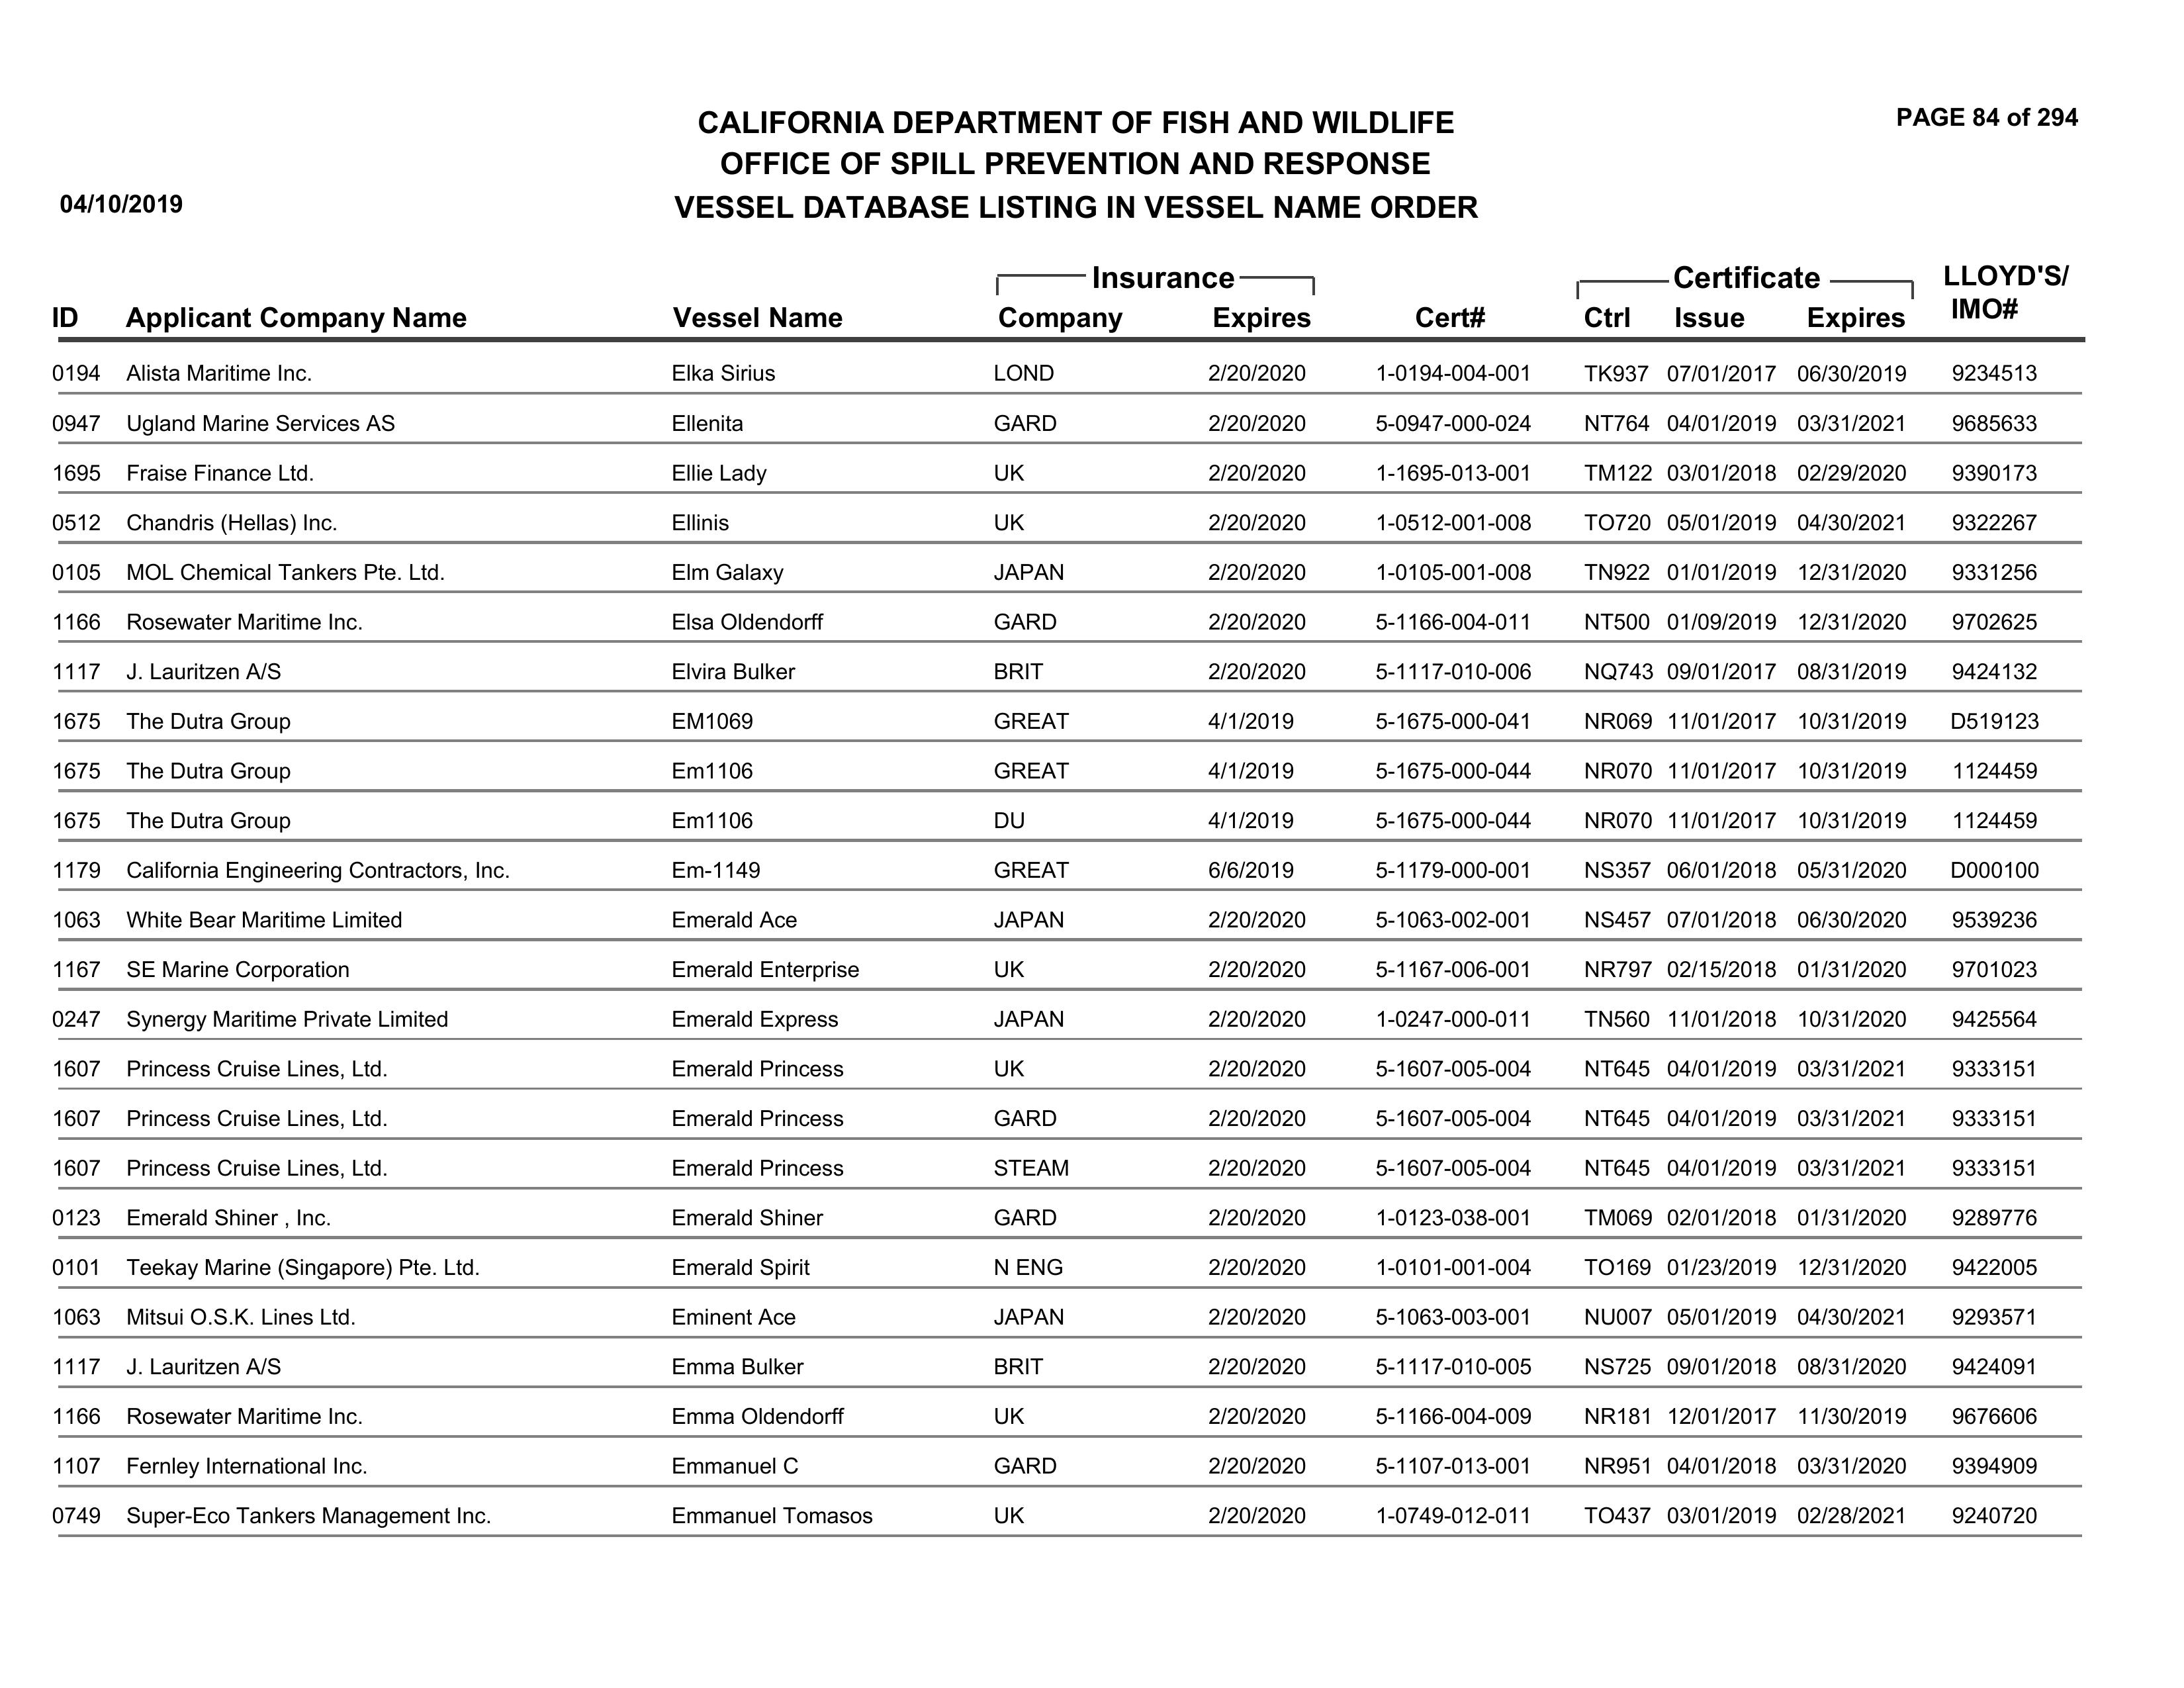 CALIFORNIA DEPARTMENT OF FISH AND WILDLIFE
PAGE 84 of 294
OFFICE OF SPILL PREVENTION AND RESPONSE
04/10/2019
VESSEL DATABASE LISTING IN VESSEL NAME ORDER
Insurance Certificate LLOYD'S/
ID Applicant Company Name Vessel Name Company Expires Cert# Ctrl Issue Expires IMO#
0194 Alista Maritime Inc. Elka Sirius LOND 2/20/2020 1-0194-004-001 TK937 07/01/2017 06/30/2019 9234513
0947 Ugland Marine Services AS Ellenita GARD 2/20/2020 5-0947-000-024 NT764 04/01/2019 03/31/2021 9685633
1695 Fraise Finance Ltd. Ellie Lady UK 2/20/2020 1-1695-013-001 TM122 03/01/2018 02/29/2020 9390173
0512 Chandris (Hellas) Inc. Ellinis UK 2/20/2020 1-0512-001-008 TO720 05/01/2019 04/30/2021 9322267
0105 MOL Chemical Tankers Pte. Ltd. Elm Galaxy JAPAN 2/20/2020 1-0105-001-008 TN922 01/01/2019 12/31/2020 9331256
1166 Rosewater Maritime Inc. Elsa Oldendorff GARD 2/20/2020 5-1166-004-011 NT500 01/09/2019 12/31/2020 9702625
1117 J. Lauritzen A/S Elvira Bulker BRIT 2/20/2020 5-1117-010-006 NQ743 09/01/2017 08/31/2019 9424132
1675 The Dutra Group EM1069 GREAT 4/1/2019 5-1675-000-041 NR069 11/01/2017 10/31/2019 D519123
1675 The Dutra Group Em1106 GREAT 4/1/2019 5-1675-000-044 NR070 11/01/2017 10/31/2019 1124459
1675 The Dutra Group Em1106 DU 4/1/2019 5-1675-000-044 NR070 11/01/2017 10/31/2019 1124459
1179 California Engineering Contractors, Inc. Em-1149 GREAT 6/6/2019 5-1179-000-001 NS357 06/01/2018 05/31/2020 D000100
1063 White Bear Maritime Limited Emerald Ace JAPAN 2/20/2020 5-1063-002-001 NS457 07/01/2018 06/30/2020 9539236
1167 SE Marine Corporation Emerald Enterprise UK 2/20/2020 5-1167-006-001 NR797 02/15/2018 01/31/2020 9701023
0247 Synergy Maritime Private Limited Emerald Express JAPAN 2/20/2020 1-0247-000-011 TN560 11/01/2018 10/31/2020 9425564
1607 Princess Cruise Lines, Ltd. Emerald Princess UK 2/20/2020 5-1607-005-004 NT645 04/01/2019 03/31/2021 9333151
1607 Princess Cruise Lines, Ltd. Emerald Princess GARD 2/20/2020 5-1607-005-004 NT645 04/01/2019 03/31/2021 9333151
1607 Princess Cruise Lines, Ltd. Emerald Princess STEAM 2/20/2020 5-1607-005-004 NT645 04/01/2019 03/31/2021 9333151
0123 Emerald Shiner , Inc. Emerald Shiner GARD 2/20/2020 1-0123-038-001 TM069 02/01/2018 01/31/2020 9289776
0101 Teekay Marine (Singapore) Pte. Ltd. Emerald Spirit N ENG 2/20/2020 1-0101-001-004 TO169 01/23/2019 12/31/2020 9422005
1063 Mitsui O.S.K. Lines Ltd. Eminent Ace JAPAN 2/20/2020 5-1063-003-001 NU007 05/01/2019 04/30/2021 9293571
1117 J. Lauritzen A/S Emma Bulker BRIT 2/20/2020 5-1117-010-005 NS725 09/01/2018 08/31/2020 9424091
1166 Rosewater Maritime Inc. Emma Oldendorff UK 2/20/2020 5-1166-004-009 NR181 12/01/2017 11/30/2019 9676606
1107 Fernley International Inc. Emmanuel C GARD 2/20/2020 5-1107-013-001 NR951 04/01/2018 03/31/2020 9394909
0749 Super-Eco Tankers Management Inc. Emmanuel Tomasos UK 2/20/2020 1-0749-012-011 TO437 03/01/2019 02/28/2021 9240720